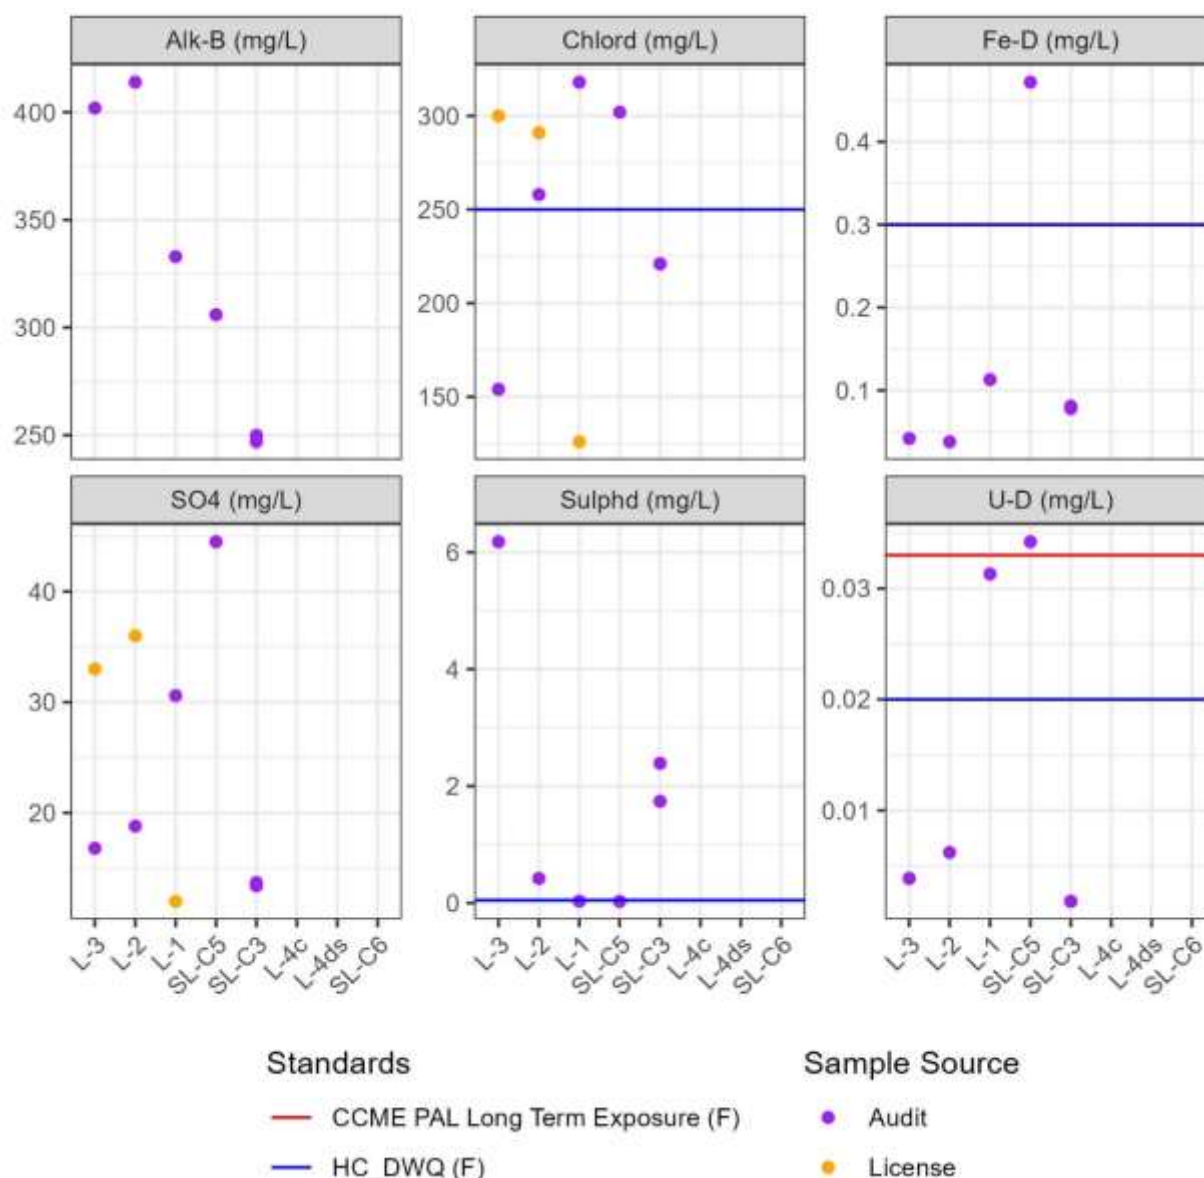 Alk-B (mg/L) Chlord (mg/L) Fe-D (mg/L)
400
350
300
250
300
250
200
150
0.4
0.3
0.2
0.1
SO4 (mg/L) Sulphd (mg/L) U-D (mg/L)
40
30
20
6
4
2
0
0.03
0.02
0.01
L-3 L-2 L-1 SL-C5 SL-C3 L-4c L-4ds SL-C6
L-3 L-2 L-1 SL-C5 SL-C3 L-4c L-4ds SL-C6
L-3 L-2 L-1 SL-C5 SL-C3 L-4c L-4ds SL-C6
Standards
CCME PAL Long Term Exposure (F)
HC_DWQ (F)
Sample Source
Audit
License